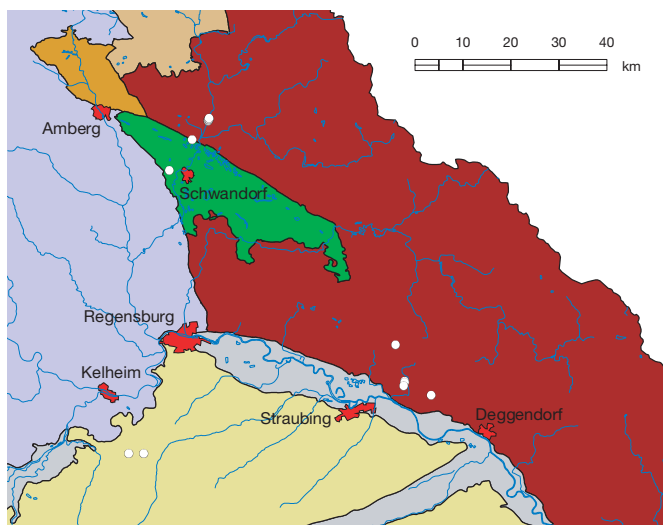 0 10 20 30 40
km
Amberg
Schwandorf
Regensburg
Kelheim
Straubing
Deggendorf